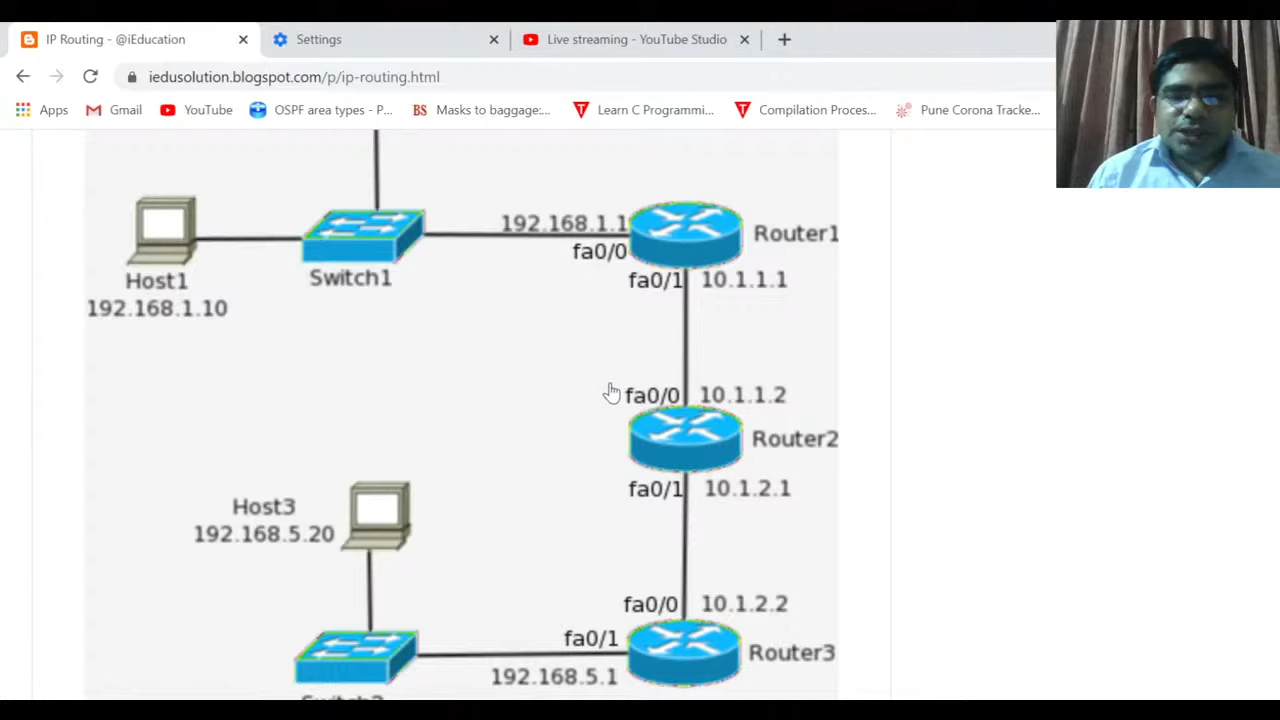 IP Routing - @iEducation
Settings
Live streaming - YouTube Studio
iedusolution.blogspot.com/p/ip-routing.html
Apps
Gmail
YouTube
OSPF area types - P...
BS
Masks to baggage:...
Learn C Programmi...
Compilation Proces...
Pune Corona Tracke...
192.168.1.1
fa0/0
Router1
Host1
192.168.1.10
Switch1
fa0/1
10.1.1.1
fa0/0
10.1.1.2
Router2
fa0/1
10.1.2.1
Host3
192.168.5.20
fa0/0
10.1.2.2
fa0/1
Router3
192.168.5.1